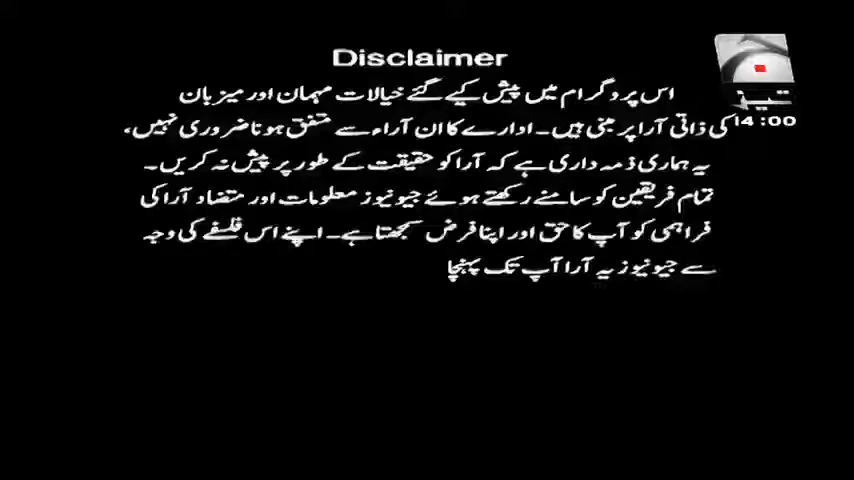 Disclaimer
اس پروگرام میں پیش کیے گئے خیالات مہمان اور میزبان
کی ذاتی آرا پر مبنی ہیں۔ ادارے کا ان آراء سے متفق ہونا ضروری نہیں،
یہ ہماری ذمہ داری ہے کہ آرا کو حقیقت کے طور پر پیش نہ کریں۔
تمام فریقین کو سامنے رکھتے ہوئے جیو نیوز معلومات اور متضاد آرا کی
فراہمی کو آپ کا حق اور اپنا فرض سمجھتا ہے۔ اپنے اس فلسفے کی وجہ
سے جیو نیوز یہ آرا آپ تک پہنچا
تیز
14:00